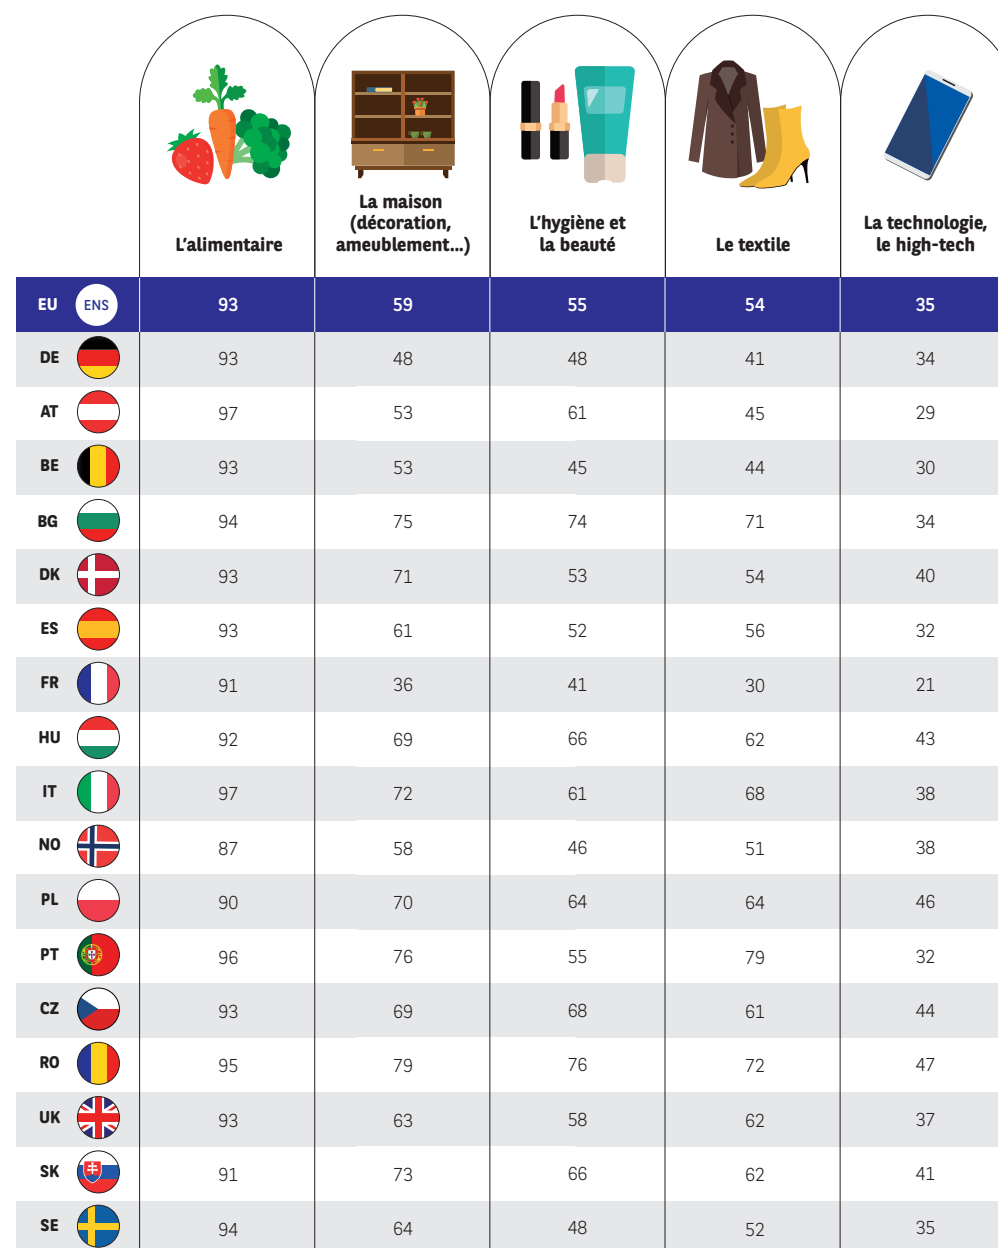 L'alimentaire
La maison
(décoration,
ameublement...)
L'hygiène et
la beauté
Le textile
La technologie,
le high-tech
EU ENS 93 59 55 54 35
DE 93 48 48 41 34
AT 97 53 61 45 29
BE 93 53 45 44 30
BG 94 75 74 71 34
DK 93 71 53 54 40
ES 93 61 52 56 32
FR 91 36 41 30 21
HU 92 69 66 62 43
IT 97 72 61 68 38
NO 87 58 46 51 38
PL 90 70 64 64 46
PT 96 76 55 79 32
CZ 93 69 68 61 44
RO 95 79 76 72 47
UK 93 63 58 62 37
SK 91 73 66 62 41
SE 94 64 48 52 35